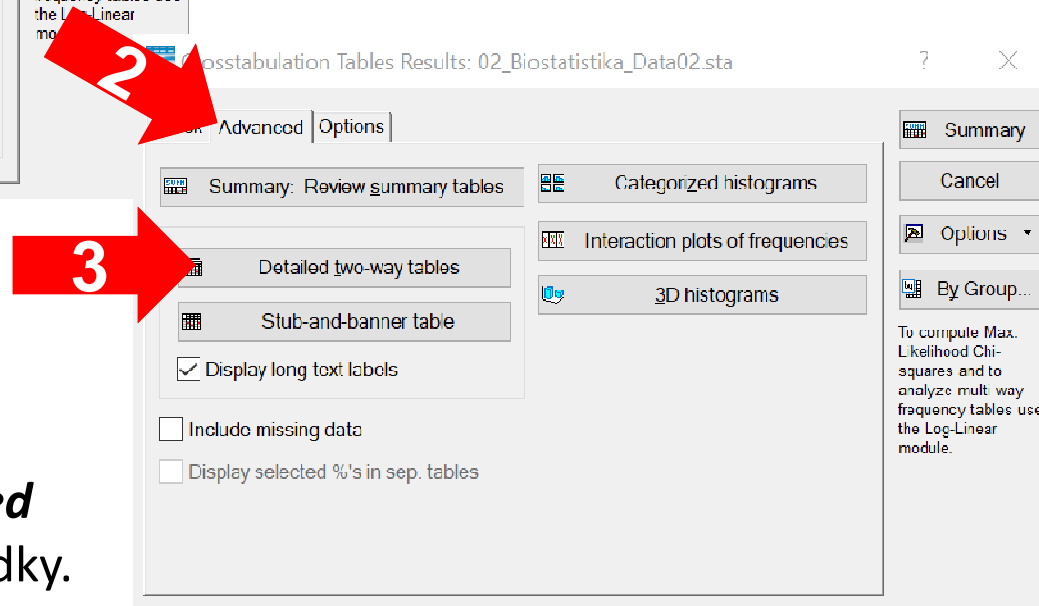 the Log-Linear
2
Crosstabulation Tables Results: 02_Biostatistika_Data02.sta
?
Advanced
Options
Summary: Review summary tables
Categorized histograms
Summary
Cancel
3
Detailed two-way tables
Interaction plots of frequencies
Options
Stub-and-banner table
3D histograms
By Group...
Display long text labels
To compute Max.
Likelihood Chi-
squares and to
analyze multi way
frequency tables use
the Log-Linear
module.
Include missing data
Display selected %'s in sep. tables
ed
dky.